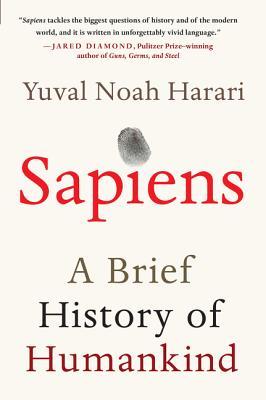 "Sapiens tackles the biggest questions of history and of the modern
world, and it is written in unforgettably vivid language."
—JARED DIAMOND, Pulitzer Prize–winning
author of Guns, Germs, and Steel
Yuval Noah Harari
Sapiens
A Brief
History of
Humankind